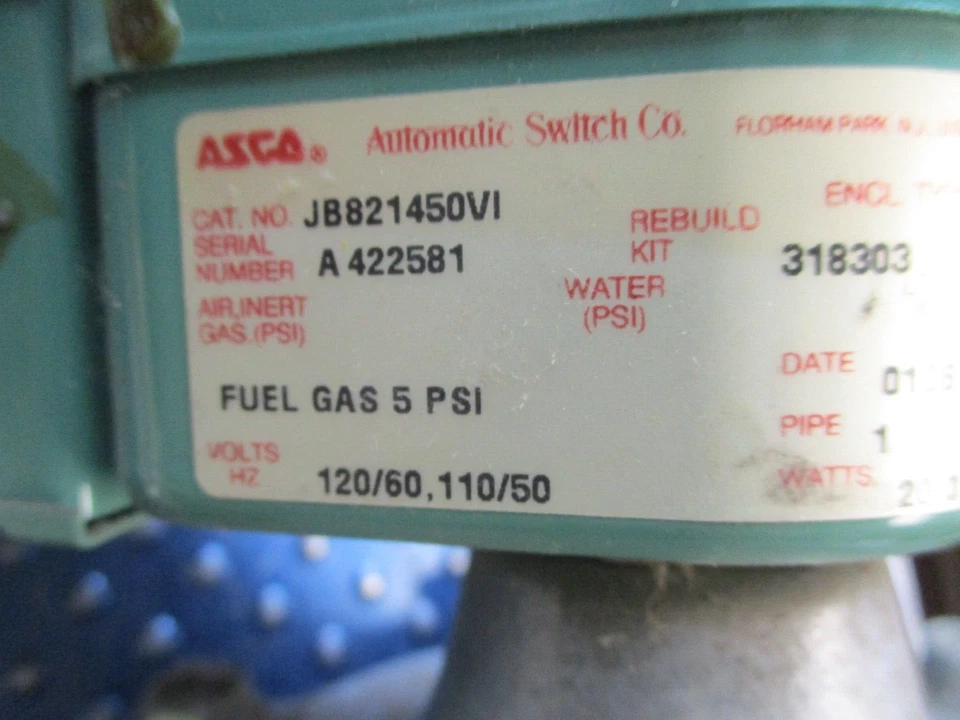 ASCO® Automatic Switch Co. FLORHAM PARK, N.J.
ENCL.
CAT. NO. JB821450VI
REBUILD KIT 318303
SERIAL NUMBER A 422581
AIR,INERT GAS.(PSI)
WATER (PSI)
FUEL GAS 5 PSI
DATE
PIPE 1
VOLTS HZ 120/60,110/50
WATTS